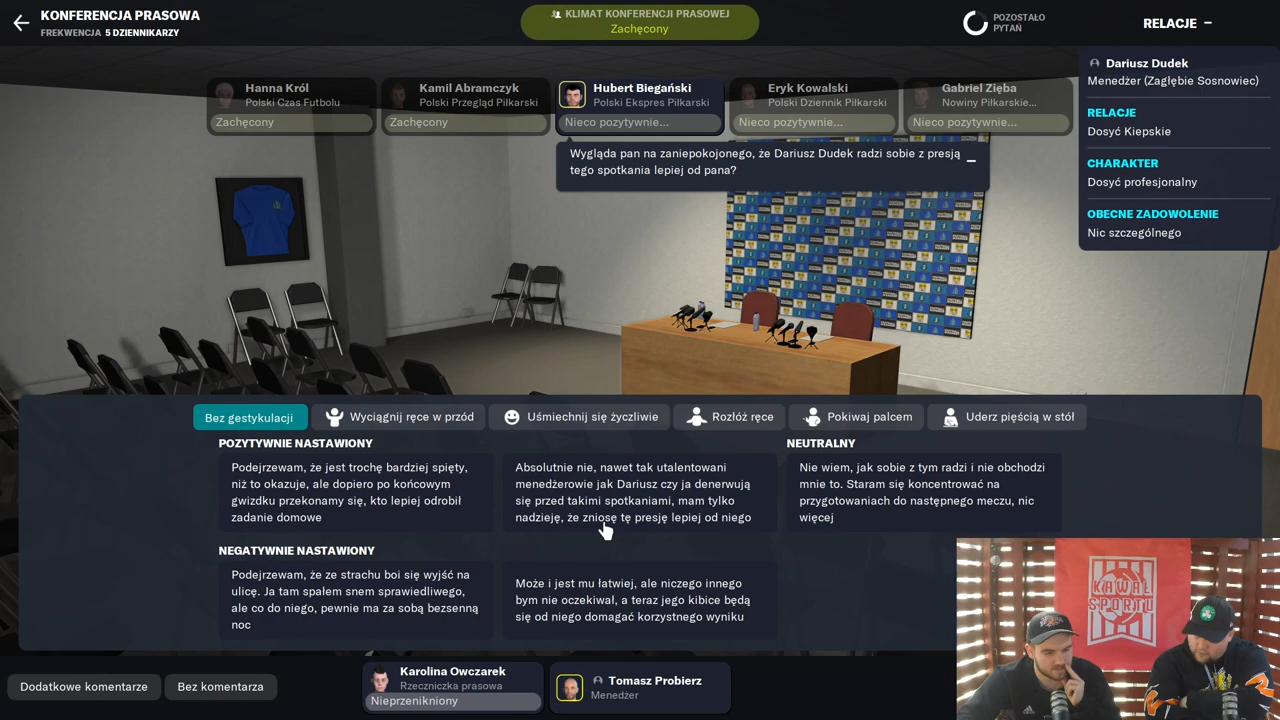 KONFERENCJA PRASOWA
FREKWENCJA 5 DZIENNIKARZY
KLIMAT KONFERENCJI PRASOWEJ
Zachęcony
POZOSTAŁO
PYTAŃ
RELACJE
Hanna Król
Polski Czas Futbolu
Zachęcony
Kamil Abramczyk
Polski Przegląd Piłkarski
Zachęcony
Hubert Biegański
Polski Ekspres Piłkarski
Nieco pozytywnie...
Eryk Kowalski
Polski Dziennik Piłkarski
Nieco pozytywnie...
Gabriel Zięba
Nowiny Piłkarskie...
Nieco pozytywnie...
Wygląda pan na zaniepokojonego, że Dariusz Dudek radzi sobie z presją
tego spotkania lepiej od pana?
Dariusz Dudek
Menedżer (Zagłębie Sosnowiec)
RELACJE
Dosyć Kiepskie
CHARAKTER
Dosyć profesjonalny
OBECNE ZADOWOLENIE
Nic szczególnego
Bez gestykulacji
Wyciągnij ręce w przód
Uśmiechnij się życzliwie
Rozłóż ręce
Pokiwaj palcem
Uderz pięścią w stół
POZYTYWNIE NASTAWIONY
Podejrzewam, że jest trochę bardziej spięty,
niż to okazuje, ale dopiero po końcowym
gwizdku przekonamy się, kto lepiej odrobił
zadanie domowe
Absolutnie nie, nawet tak utalentowani
menedżerowie jak Dariusz czy ja denerwują
się przed takimi spotkaniami, mam tylko
nadzieję, że zniosę tę presję lepiej od niego
NEUTRALNY
Nie wiem, jak sobie z tym radzi i nie obchodzi
mnie to. Staram się koncentrować na
przygotowaniach do następnego meczu, nic
więcej
NEGATYWNIE NASTAWIONY
Podejrzewam, że ze strachu boi się wyjść na
ulicę. Ja tam spałem snem sprawiedliwego,
ale co do niego, pewnie ma za sobą bezsenną
noc
Może i jest mu łatwiej, ale niczego innego
bym nie oczekiwał, a teraz jego kibice będą
się od niego domagać korzystnego wyniku
KAWAŁ
SPORTU
Dodatkowe komentarze
Bez komentarza
Karolina Owczarek
Rzeczniczka prasowa
Nieprzenikniony
Tomasz Probierz
Menedżer